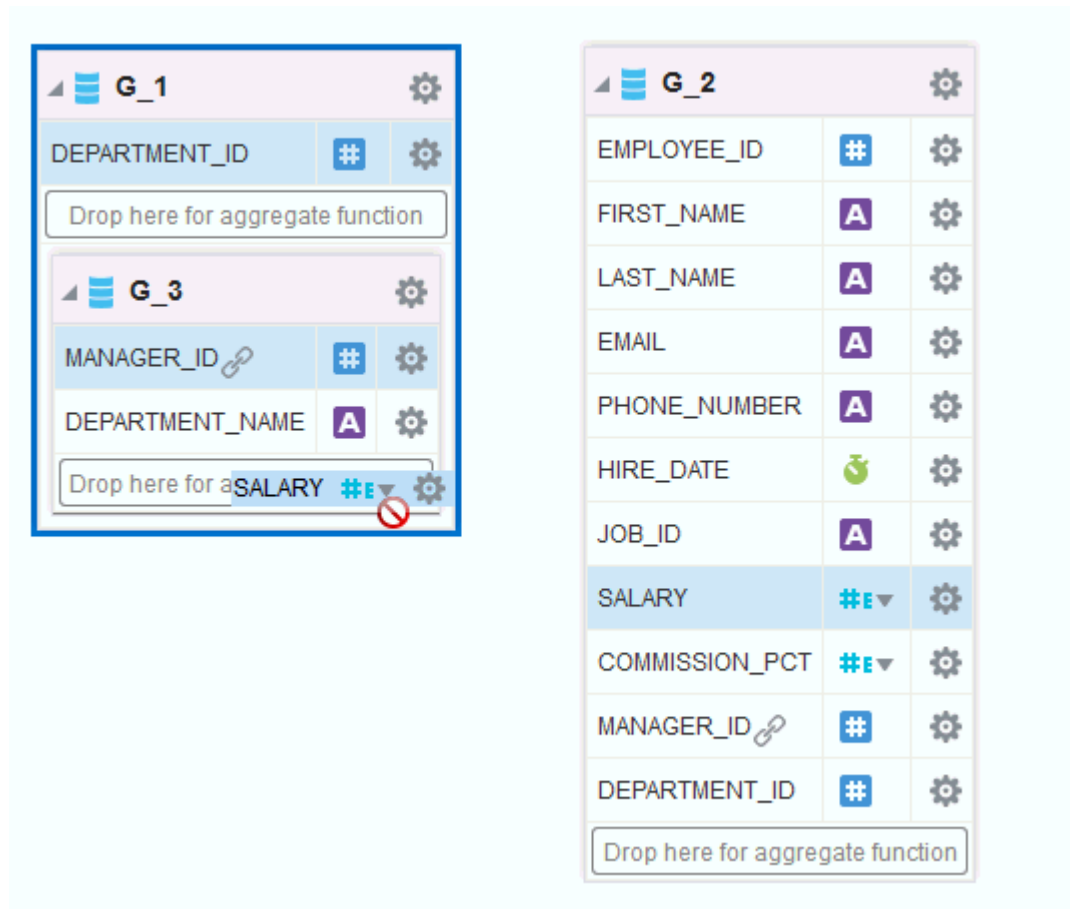 G_1
DEPARTMENT_ID
Drop here for aggregate function
G_3
MANAGER_ID
DEPARTMENT_NAME A
Drop here for a
SALARY #E
G_2
EMPLOYEE_ID #
FIRST_NAME A
LAST_NAME A
EMAIL A
PHONE_NUMBER A
HIRE_DATE
JOB_ID A
SALARY #E
COMMISSION_PCT #E
MANAGER_ID #
DEPARTMENT_ID #
Drop here for aggregate function